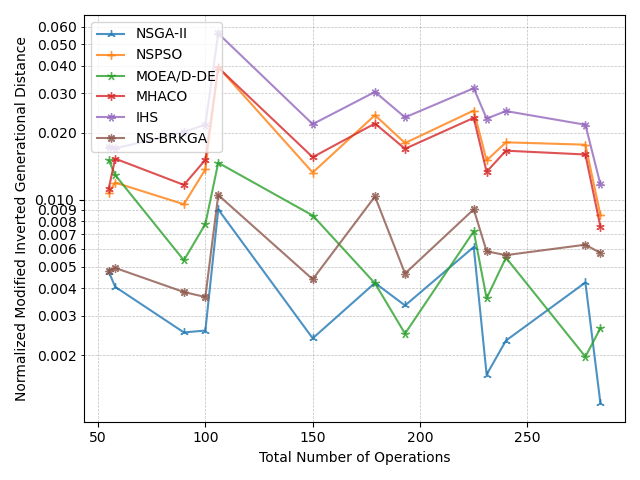 NSGA-II
NSPSO
MOEA/D-DE
MHACO
IHS
NS-BRKGA
Normalized Modified Inverted Generational Distance
0.060
0.050
0.040
0.030
0.020
0.010
0.009
0.008
0.007
0.006
0.005
0.004
0.003
0.002
50 100 150 200 250
Total Number of Operations